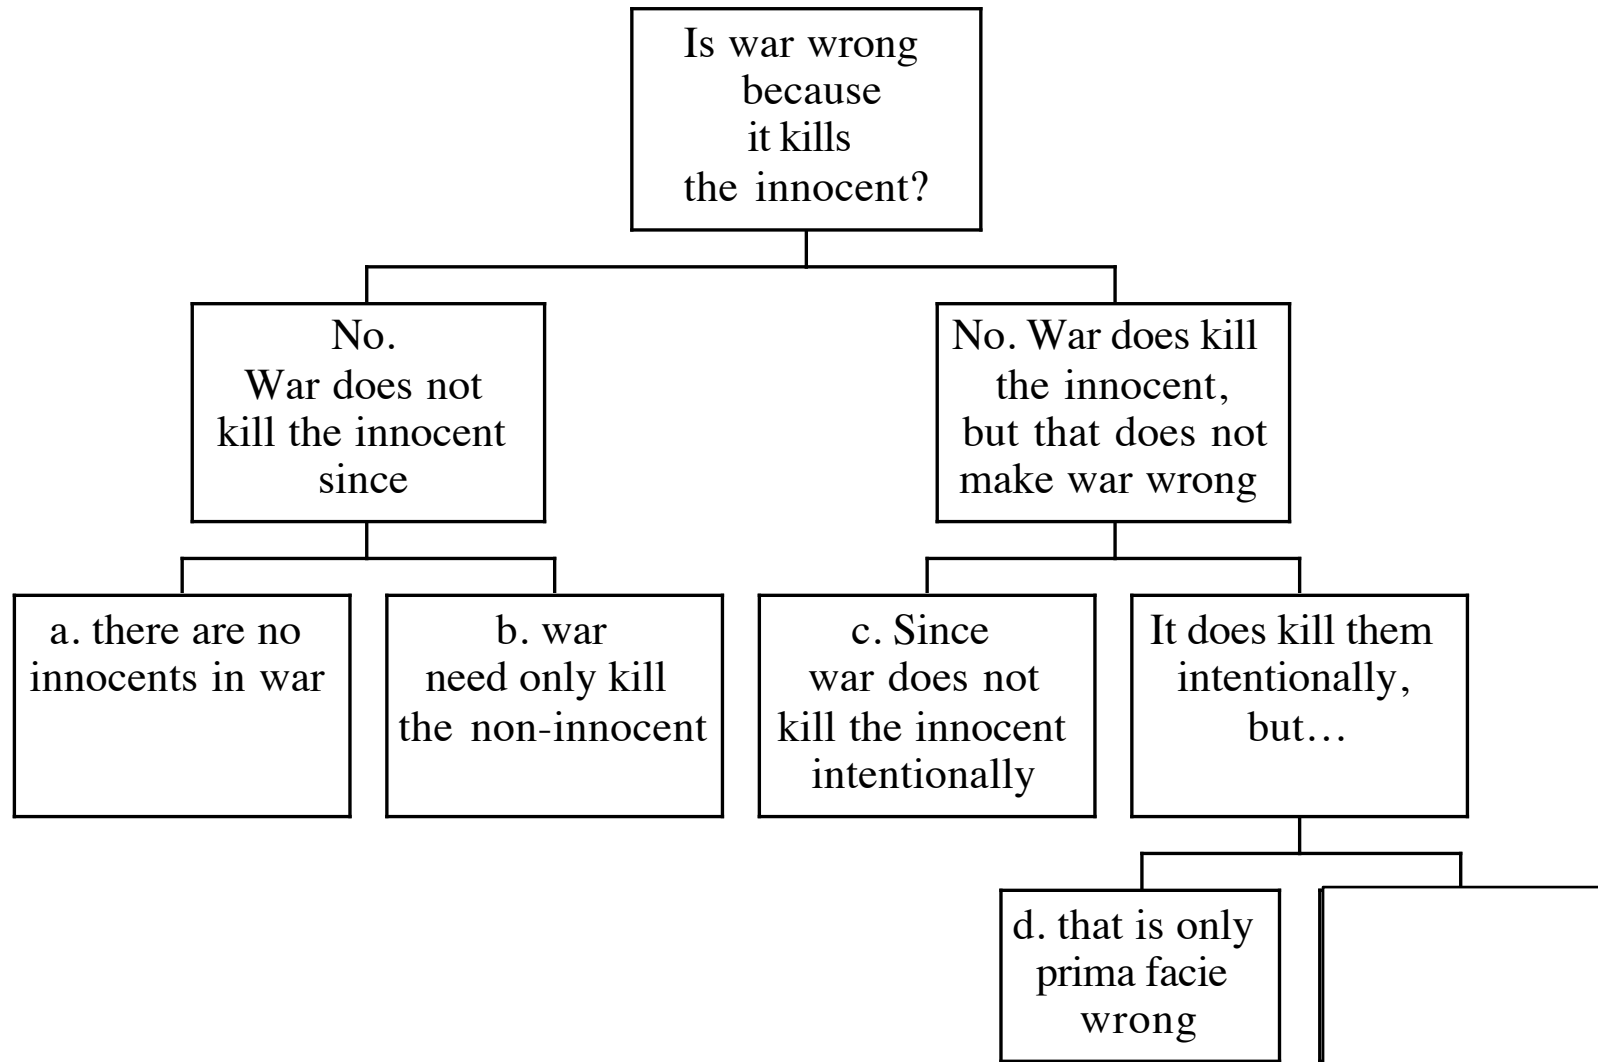 Is war wrong
because
it kills
the innocent?
No.
War does not
kill the innocent
since
No. War does kill
the innocent,
but that does not
make war wrong
a. there are no
innocents in war
b. war
need only kill
the non-innocent
c. Since
war does not
kill the innocent
intentionally
It does kill them
intentionally,
but…
d. that is only
prima facie
wrong